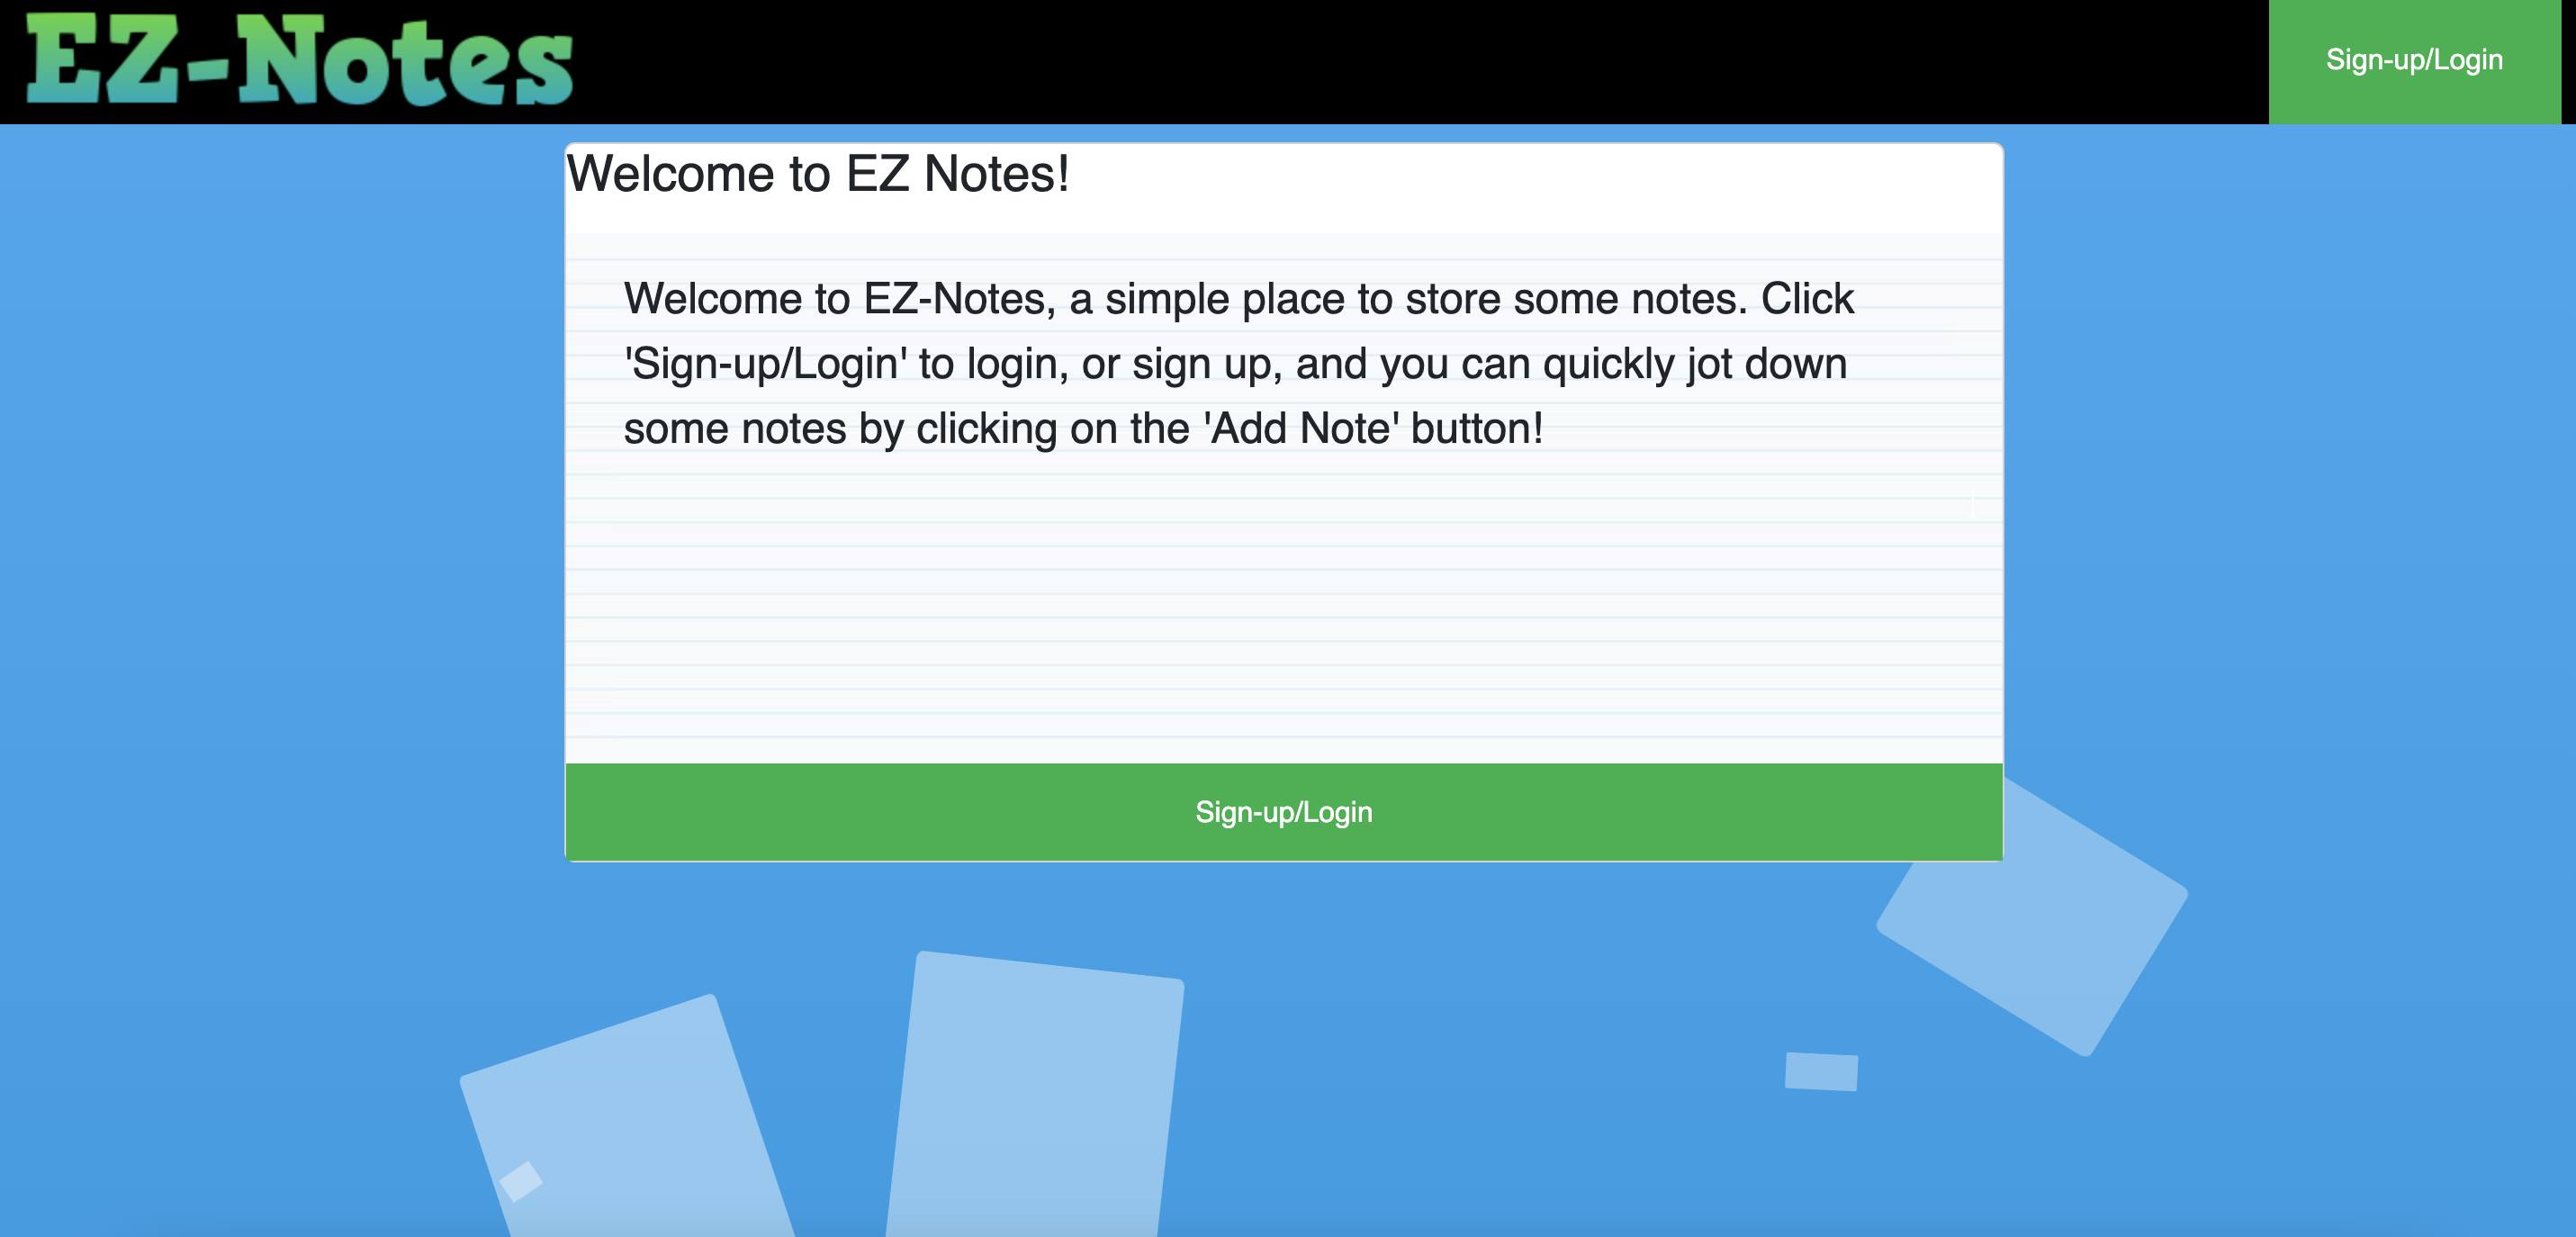 EZ-Notes
Sign-up/Login
Welcome to EZ Notes!
Welcome to EZ-Notes, a simple place to store some notes. Click
'Sign-up/Login' to login, or sign up, and you can quickly jot down
some notes by clicking on the 'Add Note' button!
Sign-up/Login